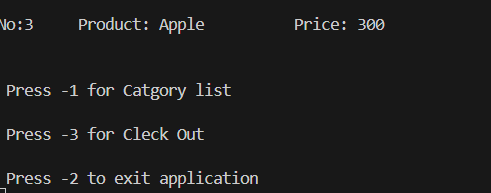 No:3 Product: Apple Price: 300
Press -1 for Catgory list
Press -3 for Cleck Out
Press -2 to exit application